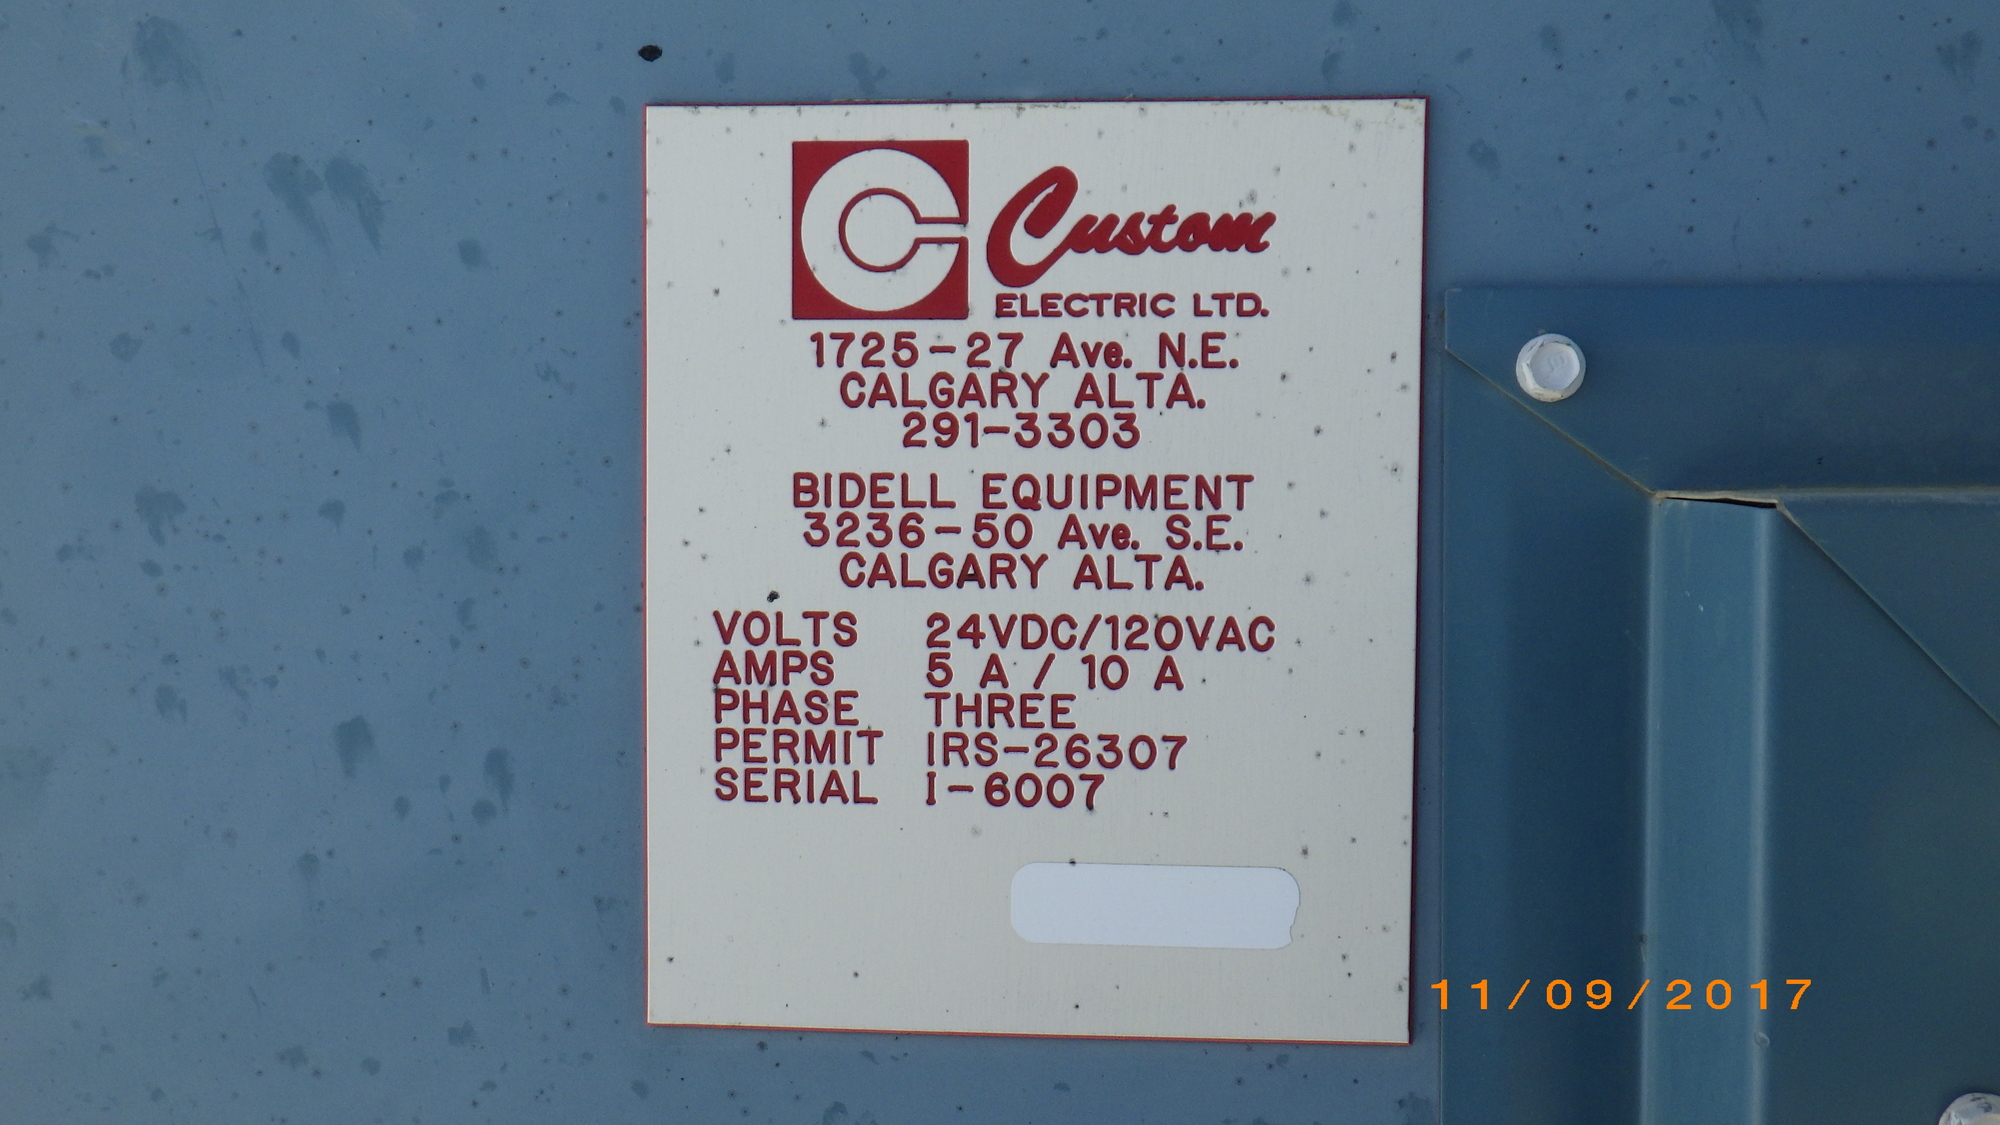 C Custom
ELECTRIC LTD.
1725-27 Ave. N.E.
CALGARY ALTA.
291-3303
BIDELL EQUIPMENT
3236-50 Ave. S.E.
CALGARY ALTA.
VOLTS 24VDC/120VAC
AMPS 5 A / 10 A
PHASE THREE
PERMIT IRS-26307
SERIAL I-6007
11/09/2017